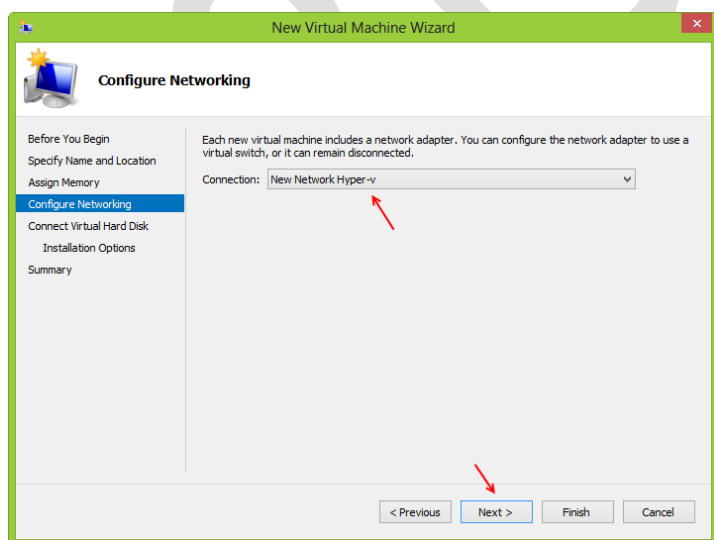 New Virtual Machine Wizard
Configure Networking
Before You Begin
Specify Name and Location
Assign Memory
Configure Networking
Connect Virtual Hard Disk
Installation Options
Summary
Each new virtual machine includes a network adapter. You can configure the network adapter to use a
virtual switch, or it can remain disconnected.
Connection: New Network Hyper-v
< Previous Next > Finish Cancel